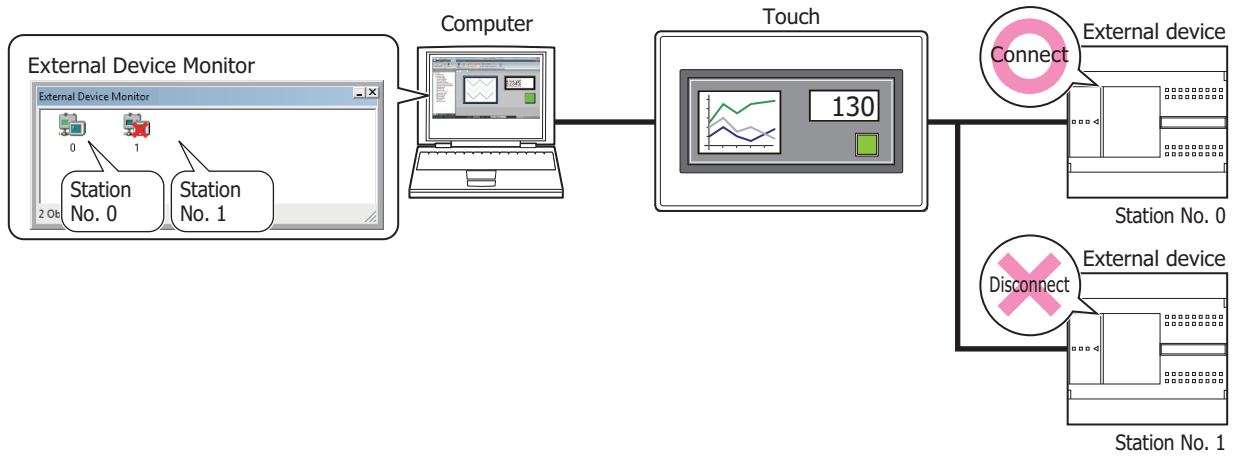 External Device Monitor
External Device Monitor
0
1
Station
No. 0
Station
No. 1
2 Ob
Computer
Touch
130
Connect
External device
Station No. 0
Disconnect
External device
Station No. 1